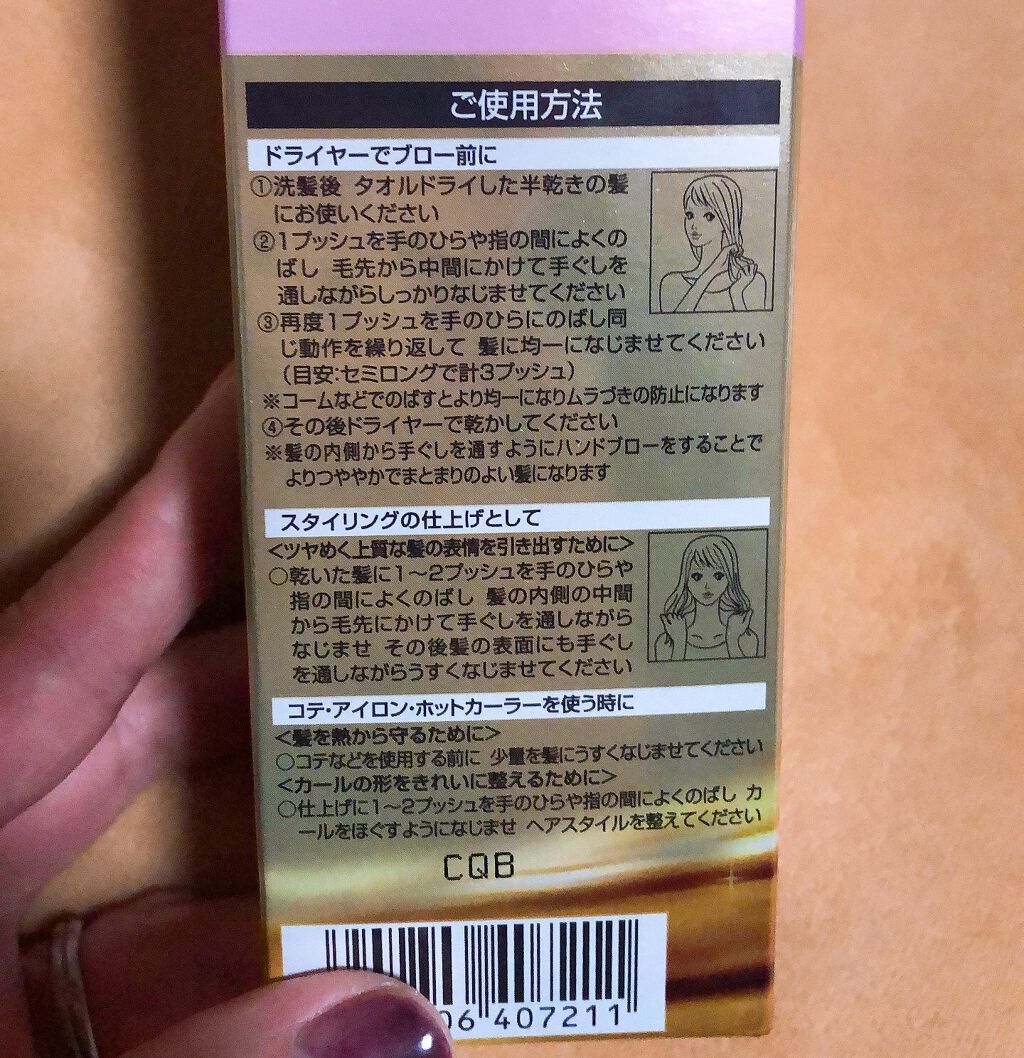 ご使用方法
ドライヤーでブロー前に
①洗髪後 タオルドライした半乾きの髪
にお使いください
②1プッシュを手のひらや指の間によくの
ばし 毛先から中間にかけて手ぐしを
通しながらしっかりなじませてください
③再度1プッシュを手のひらにのばし同
じ動作を繰り返して 髪に均一になじませてください
(目安:セミロングで計3プッシュ)
※コームなどでのばすとより均一になりムラづきの防止になります
④その後ドライヤーで乾かしてください
※髪の内側から手ぐしを通すようにハンドブローをすることで
よりつややかでまとまりのよい髪になります
スタイリングの仕上げとして
<ツヤめく上質な髪の表情を引き出すために>
○乾いた髪に1〜2プッシュを手のひらや
指の間によくのばし 髪の内側の中間
から毛先にかけて手ぐしを通しながら
なじませ その後髪の表面にも手ぐし
を通しながらうすくなじませてください
コテ・アイロン・ホットカーラーを使う時に
<髪を熱から守るために>
○コテなどを使用する前に 少量を髪にうすくなじませてください
<カールの形をきれいに整えるために>
○仕上げに1〜2プッシュを手のひらや指の間によくのばし カ
ールをほぐすようになじませ ヘアスタイルを整えてください
CQB
06 407211